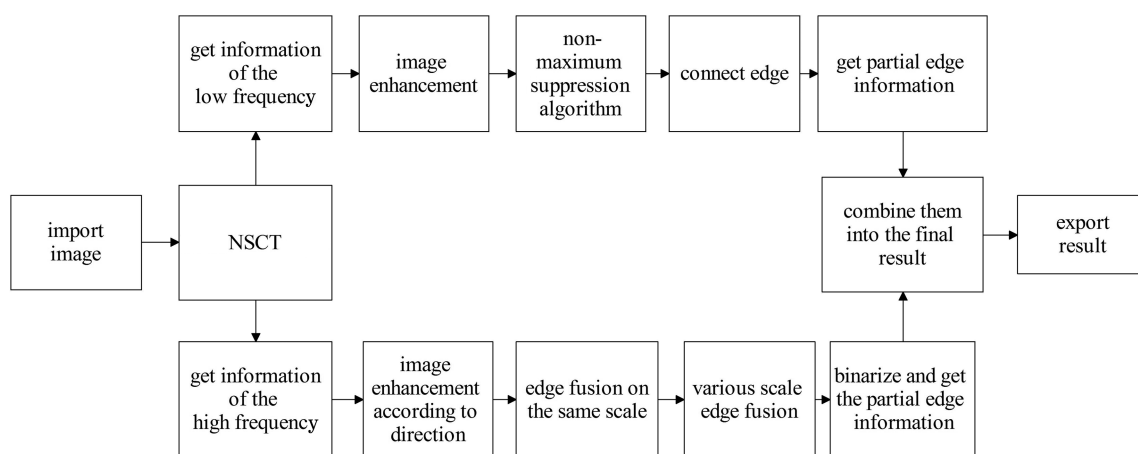 get information
of the
low frequency
image
enhancement
non-
maximum
suppression
algorithm
connect edge
get partial edge
information
import
image
NSCT
combine them
into the final
result
export
result
get information
of the
high frequency
image
enhancement
according to
direction
edge fusion on
the same scale
various scale
edge fusion
binarize and get
the partial edge
information